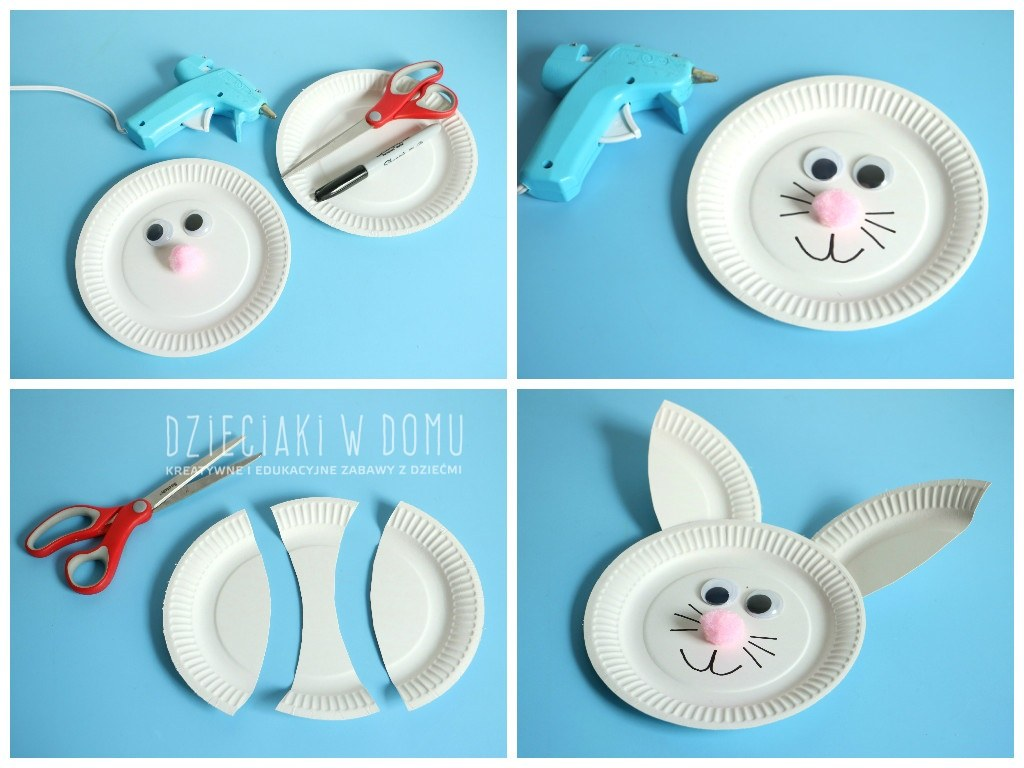 DZIECIAKI W DOMU
KREATYWNE I EDUKACYJNE ZABAWY Z DZIEĆMI